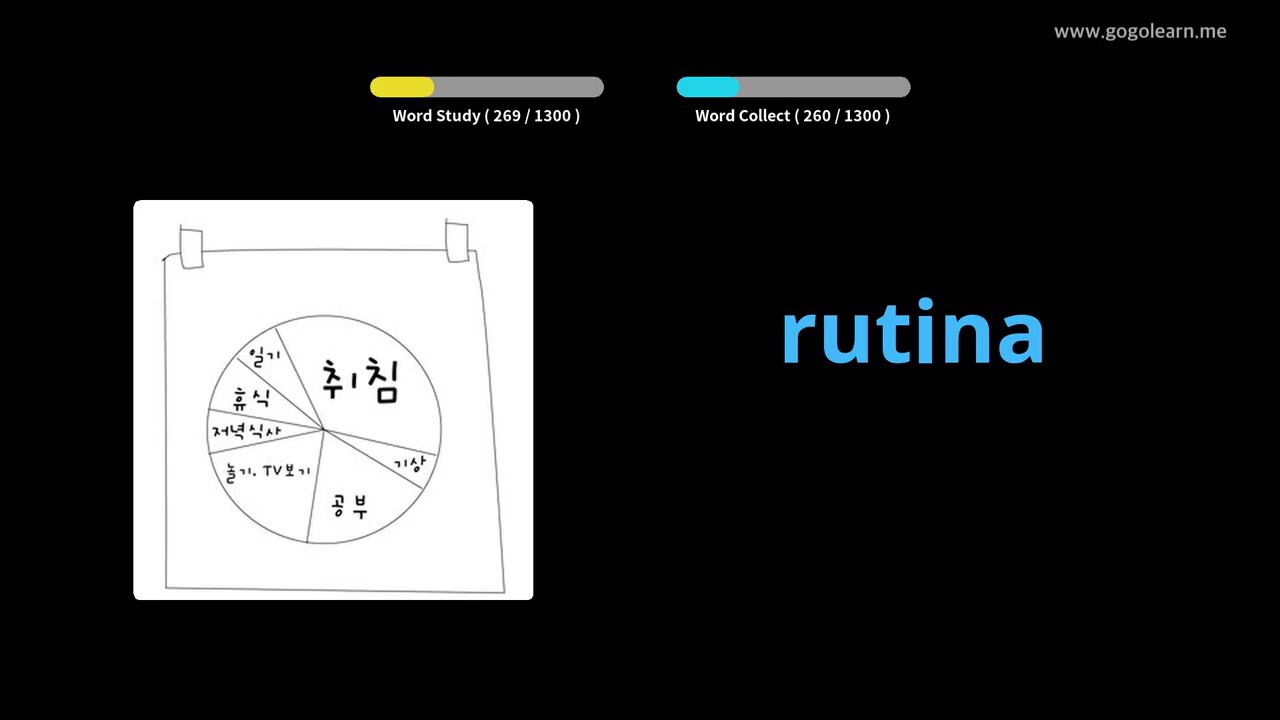 www.gogolearn.me
Word Study ( 269 / 1300 )
Word Collect ( 260 / 1300 )
일기
취침
휴식
저녁식사
기상
놀기. TV보기
공부
rutina